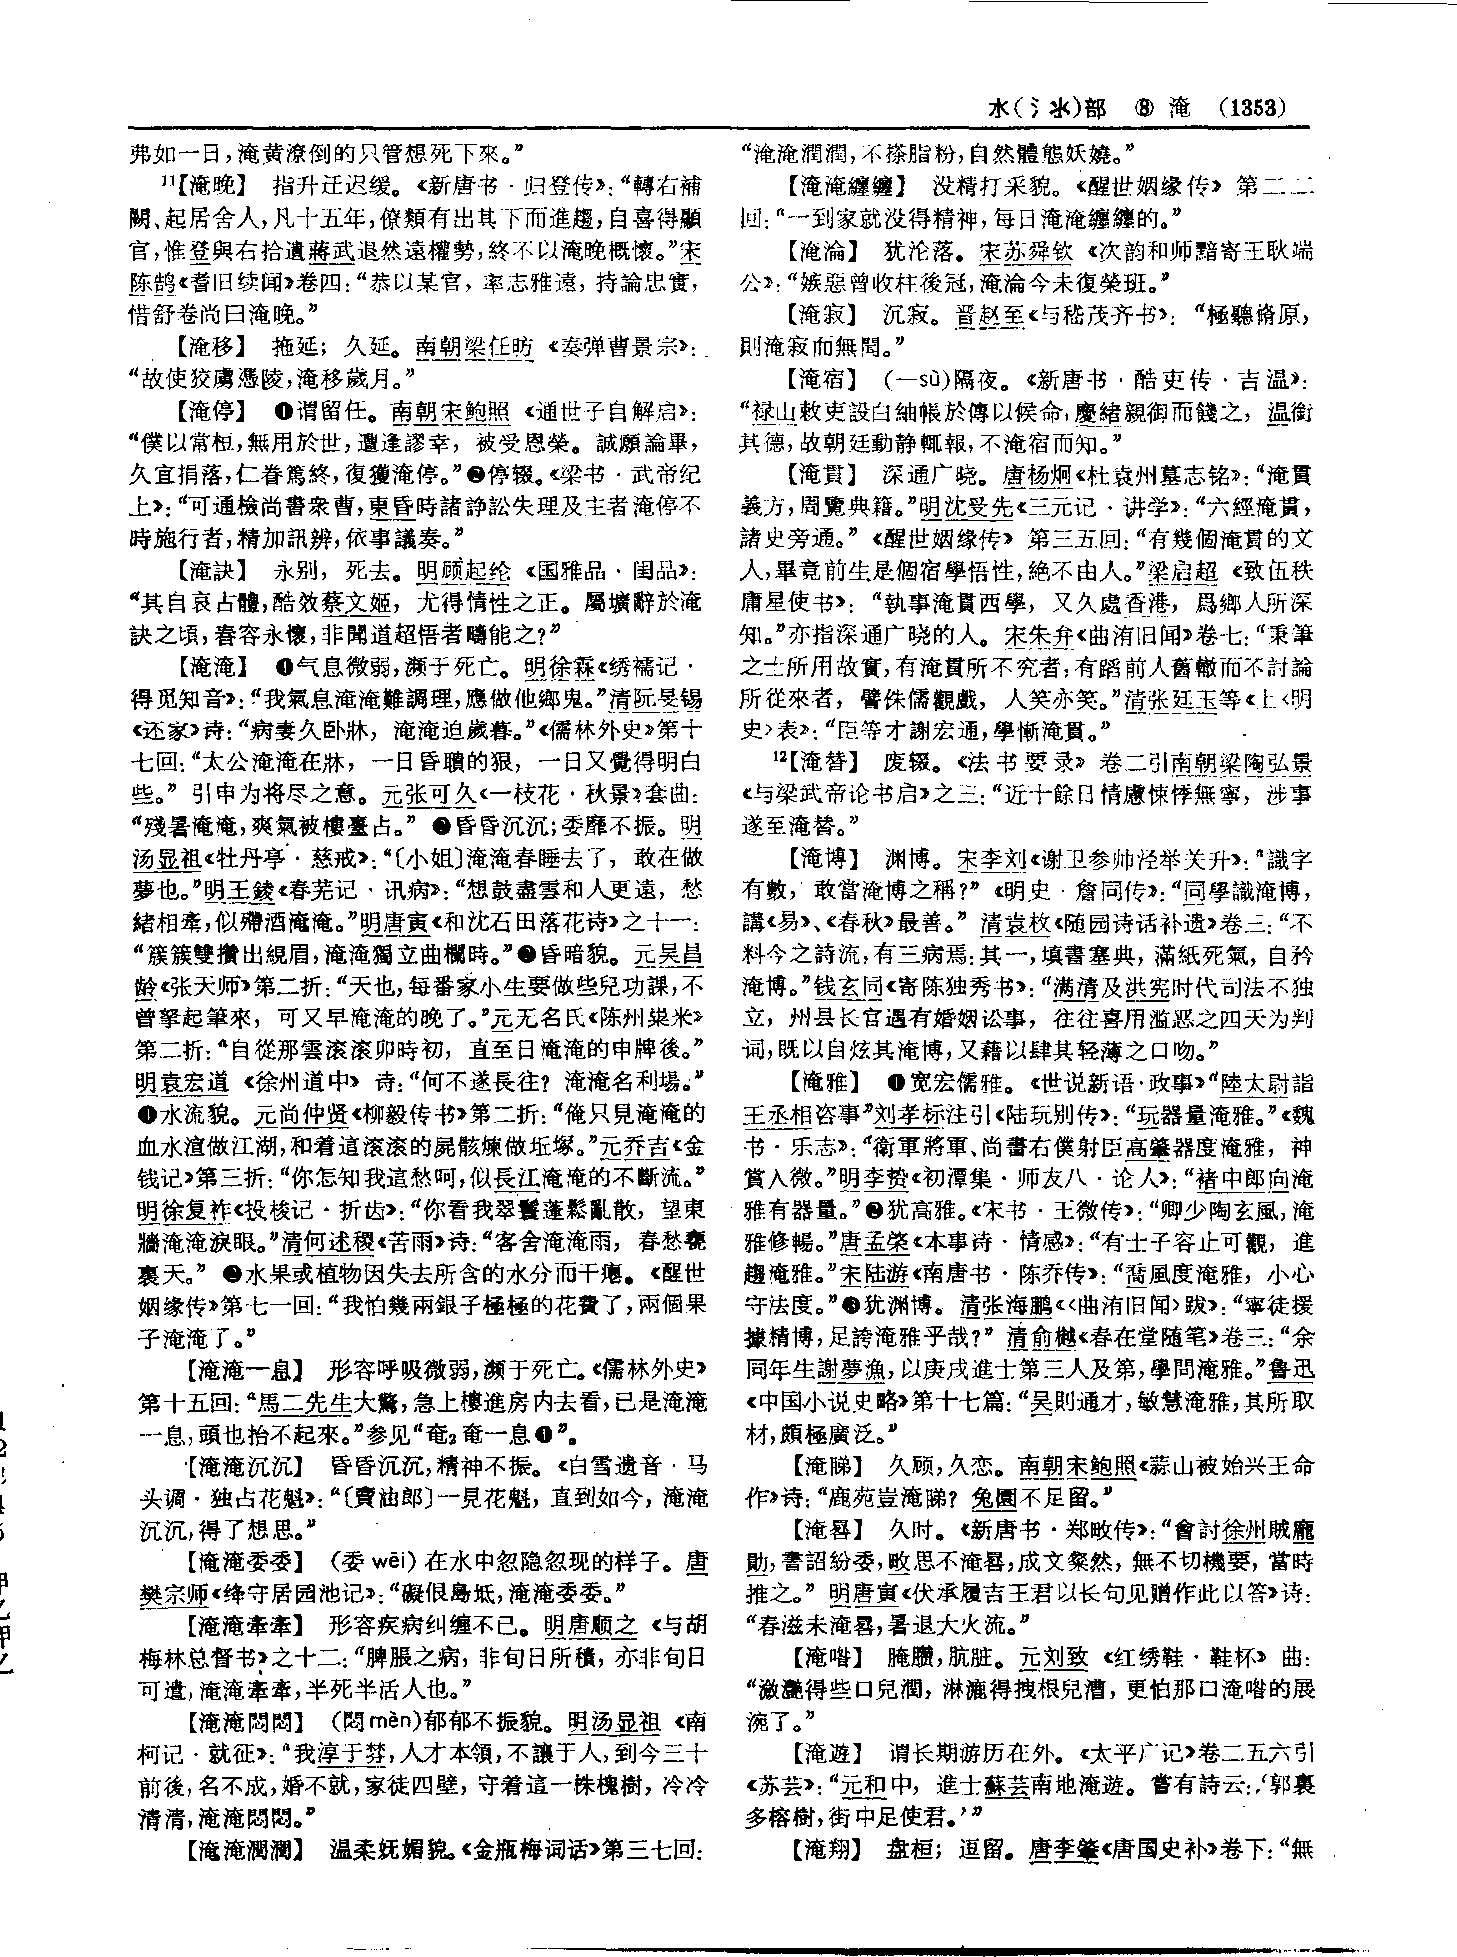 水(氵氺)部 ⑧ 淹 (1353)
弗如一日，淹黄潦倒的只管想死下來。”
¹¹【淹晚】 指升迁迟缓。《新唐书·归登传》：“轉右補
闕、起居舍人，凡十五年，僚類有出其下而進趨，自喜得顯
官，惟登與右拾遺蔣武退然遠權勢，終不以淹晚概懷。”宋
陈鹄《耆旧续闻》卷四：“恭以某官，率志雅遠，持論忠實，
惜舒卷尚曰淹晚。”
【淹移】 拖延；久延。南朝梁任昉《奏弹曹景宗》：
“故使狡虜憑陵，淹移歲月。”
【淹停】 ❶谓留任。南朝宋鲍照《通世子自解启》：
“僕以常桓，無用於世，遭逢謬幸，被受恩榮。誠願論畢，
久宜捐落，仁眷篤終，復獲淹停。”❷停辍。《梁书·武帝纪
上》：“可通檢尚書衆曹，東昏時諸諍訟失理及主者淹停不
時施行者，精加訊辨，依事議奏。”
【淹訣】 永别，死去。明顾起纶《国雅品·闺品》：
“其自哀占體，酷效蔡文姬，尤得情性之正。屬壙辭於淹
訣之頃，春容永懷，非聞道超悟者疇能之？”
【淹淹】 ❶气息微弱，濒于死亡。明徐霖《绣襦记·
得觅知音》：“我氣息淹淹難調理，應做他鄉鬼。”清阮旻锡
《还家》诗：“病妻久卧牀，淹淹迫歲暮。”《儒林外史》第十
七回：“太公淹淹在牀，一日昏聵的狠，一日又覺得明白
些。”引申为将尽之意。元张可久《一枝花·秋景》套曲：
“殘暑淹淹，爽氣被樓臺占。”❷昏昏沉沉；委靡不振。明
汤显祖《牡丹亭·慈戒》：“〔小姐〕淹淹春睡去了，敢在做
夢也。”明王錂《春芜记·讯病》：“想鼓盡雲和人更遠，愁
緒相牽，似殢酒淹淹。”明唐寅《和沈石田落花诗》之十一：
“簇簇雙攢出繭眉，淹淹獨立曲欄時。”❸昏暗貌。元吴昌
龄《张天师》第二折：“天也，每番家小生要做些兒功課，不
曾拏起筆來，可又早淹淹的晚了。”元无名氏《陈州粜米》
第二折：“自從那雲滚滚卯時初，直至日淹淹的申牌後。”
明袁宏道《徐州道中》诗：“何不遂長往？淹淹名利場。”
❹水流貌。元尚仲贤《柳毅传书》第二折：“俺只見淹淹的
血水渲做江湖，和着這滚滚的屍骸煉做坵塚。”元乔吉《金
钱记》第三折：“你怎知我這愁呵，似長江淹淹的不斷流。”
明徐复祚《投梭记·折齿》：“你看我翠鬟蓬鬆亂散，望東
牆淹淹淚眼。”清何述稷《苦雨》诗：“客舍淹淹雨，春愁甕
裏天。”❺水果或植物因失去所含的水分而干瘪。《醒世
姻缘传》第七一回：“我怕幾兩銀子極極的花費了，兩個果
子淹淹了。”
【淹淹一息】 形容呼吸微弱，濒于死亡。《儒林外史》
第十五回：“馬二先生大驚，急上樓進房内去看，已是淹淹
一息，頭也抬不起來。”参见“奄₂奄一息❶”。
【淹淹沉沉】 昏昏沉沉，精神不振。《白雪遗音·马
头调·独占花魁》：“〔賣油郎〕一見花魁，直到如今，淹淹
沉沉，得了想思。”
【淹淹委委】 (委 wēi)在水中忽隐忽现的样子。唐
樊宗师《绛守居园池记》：“礙佷島坻，淹淹委委。”
【淹淹牽牽】 形容疾病纠缠不已。明唐顺之《与胡
梅林总督书》之十二：“脾脹之病，非旬日所積，亦非旬日
可遣，淹淹牽牽，半死半活人也。”
【淹淹悶悶】 (悶 mèn)郁郁不振貌。明汤显祖《南
柯记·就征》：“我淳于棼，人才本領，不讓于人，到今三十
前後，名不成，婚不就，家徒四壁，守着這一株槐樹，冷冷
清清，淹淹悶悶。”
【淹淹潤潤】 温柔妩媚貌。《金瓶梅词话》第三七回：
“淹淹潤潤，不搽脂粉，自然體態妖嬈。”
【淹淹纏纏】 没精打采貌。《醒世姻缘传》第二二
回：“一到家就没得精神，每日淹淹纏纏的。”
【淹淪】 犹沦落。宋苏舜钦《次韵和师黯寄王耿端
公》：“嫉惡曾收柱後冠，淹淪今未復榮班。”
【淹寂】 沉寂。晋赵至《与嵇茂齐书》：“極聽脩原，
則淹寂而無聞。”
【淹宿】 (—sù)隔夜。《新唐书·酷吏传·吉温》：
“禄山敕吏設白紬帳於傳以候命，慶緒親御而餞之，温銜
其德，故朝廷動静輒報，不淹宿而知。”
【淹貫】 深通广晓。唐杨炯《杜袁州墓志铭》：“淹貫
義方，周覽典籍。”明沈受先《三元记·讲学》：“六經淹貫，
諸史旁通。”《醒世姻缘传》第三五回：“有幾個淹貫的文
人，畢竟前生是個宿學悟性，絶不由人。”梁启超《致伍秩
庸星使书》：“執事淹貫西學，又久處香港，爲鄉人所深
知。”亦指深通广晓的人。宋朱弁《曲洧旧闻》卷七：“秉筆
之士所用故實，有淹貫所不究者，有蹈前人舊轍而不討論
所從來者，譬侏儒觀戲，人笑亦笑。”清张廷玉等《上〈明
史〉表》：“臣等才謝宏通，學慚淹貫。”
¹²【淹替】 废辍。《法书要录》卷二引南朝梁陶弘景
《与梁武帝论书启》之三：“近十餘日情慮悚悸無寧，涉事
遂至淹替。”
【淹博】 渊博。宋李刘《谢卫参帅泾举关升》：“識字
有數，敢當淹博之稱？”《明史·詹同传》：“同學識淹博，
講《易》、《春秋》最善。”清袁枚《随园诗话补遗》卷三：“不
料今之詩流，有三病焉：其一，填書塞典，滿紙死氣，自矜
淹博。”钱玄同《寄陈独秀书》：“满清及洪宪时代司法不独
立，州县长官遇有婚姻讼事，往往喜用滥恶之四六为判
词，既以自炫其淹博，又藉以肆其轻薄之口吻。”
【淹雅】 ❶宽宏儒雅。《世说新语·政事》“陸太尉詣
王丞相咨事”刘孝标注引《陆玩别传》：“玩器量淹雅。”《魏
书·乐志》：“衛軍將軍、尚書右僕射臣高肇器度淹雅，神
賞入微。”明李贽《初潭集·师友八·论人》：“褚中郎向淹
雅有器量。”❷犹高雅。《宋书·王微传》：“卿少陶玄風，淹
雅修暢。”唐孟棨《本事诗·情感》：“有士子容止可觀，進
趨淹雅。”宋陆游《南唐书·陈乔传》：“喬風度淹雅，小心
守法度。”❸犹渊博。清张海鹏《〈曲洧旧闻〉跋》：“寧徒援
據精博，足誇淹雅乎哉？”清俞樾《春在堂随笔》卷三：“余
同年生謝夢漁，以庚戌進士第三人及第，學問淹雅。”鲁迅
《中国小说史略》第十七篇：“吴則通才，敏慧淹雅，其所取
材，頗極廣泛。”
【淹睇】 久顾，久恋。南朝宋鲍照《蒜山被始兴王命
作》诗：“鹿苑豈淹睇？兔園不足留。”
【淹晷】 久时。《新唐书·郑畋传》：“會討徐州賊龐
勛，書詔紛委，畋思不淹晷，成文粲然，無不切機要，當時
推之。”明唐寅《伏承履吉王君以长句见赠作此以答》诗：
“春滋未淹晷，暑退大火流。”
【淹㗩】 腌臢，肮脏。元刘致《红绣鞋·鞋杯》曲：
“瀲灩得些口兒潤，淋漉得拽根兒漕，更怕那口淹㗩的展
涴了。”
【淹遊】 谓长期游历在外。《太平广记》卷二五六引
《苏芸》：“元和中，進士蘇芸南地淹遊。嘗有詩云：‘郭裏
多榕樹，街中足使君。’”
【淹翔】 盘桓；逗留。唐李肇《唐国史补》卷下：“無